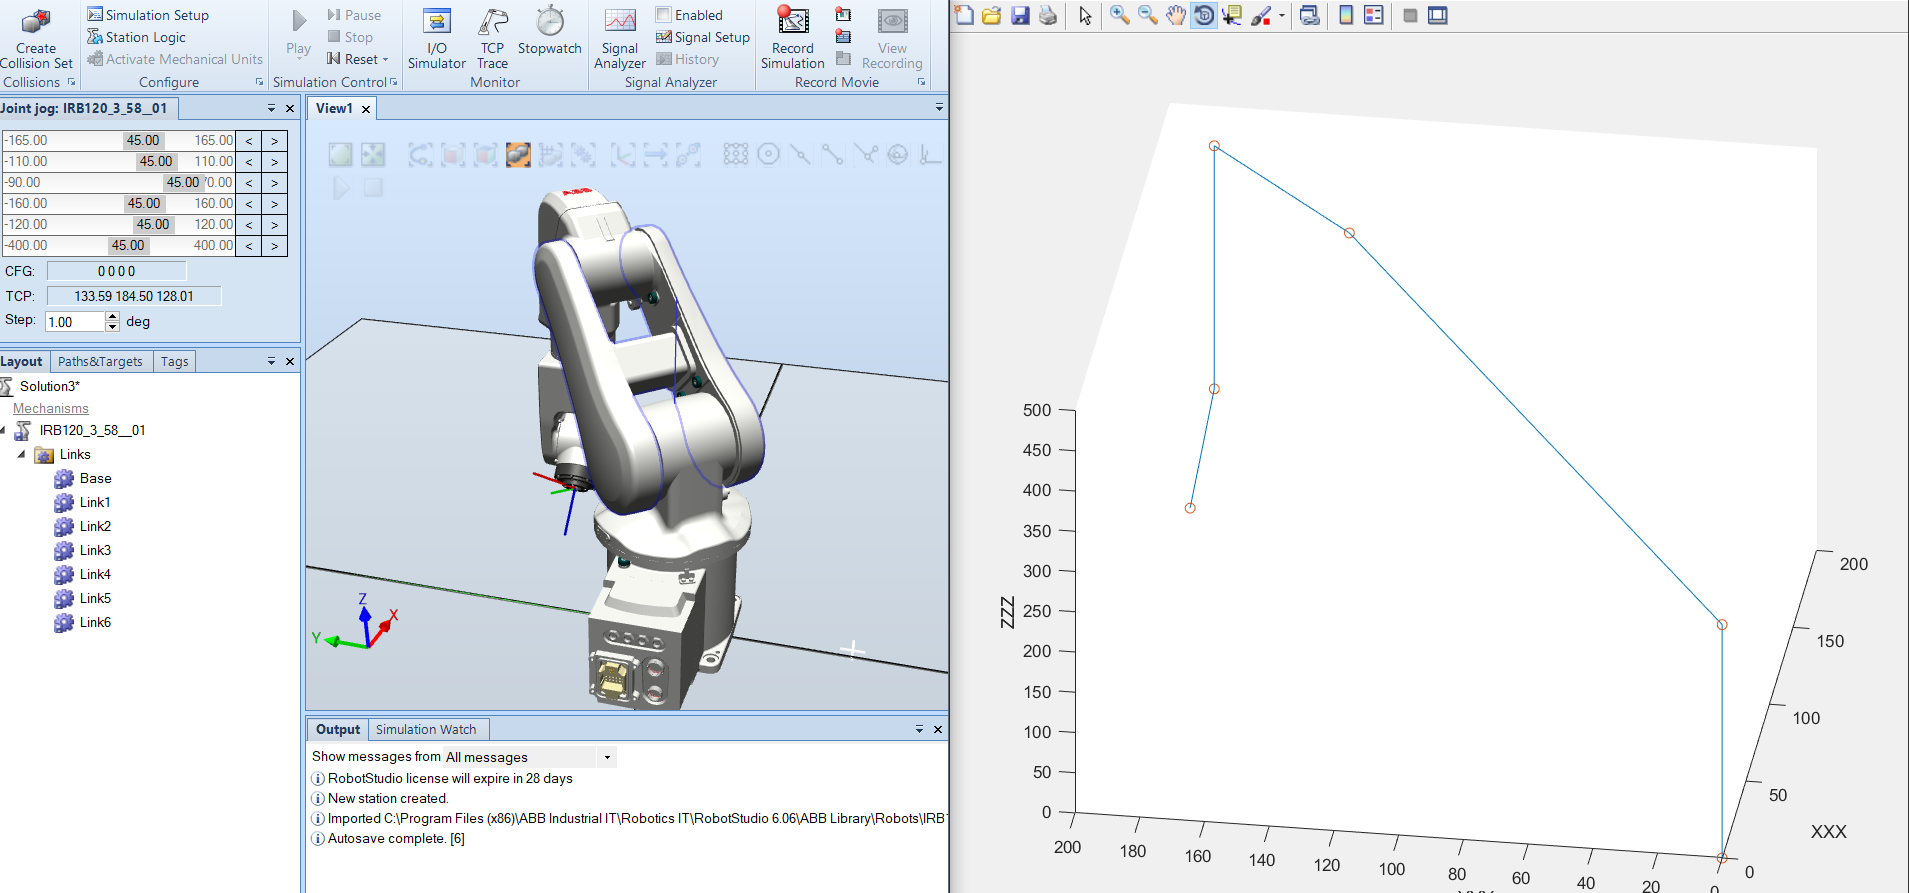 Simulation Setup
Station Logic
Activate Mechanical Units
Create
Collision Set
Collisions
Configure
Play
Pause
Stop
Reset
Simulation Control
I/O
Simulator
TCP
Trace
Stopwatch
Monitor
Signal
Analyzer
Enabled
Signal Setup
History
Signal Analyzer
Record
Simulation
View
Recording
Record Movie
Joint jog: IRB120_3_58__01
-165.00 45.00 165.00 < >
-110.00 45.00 110.00 < >
-90.00 45.00 70.00 < >
-160.00 45.00 160.00 < >
-120.00 45.00 120.00 < >
-400.00 45.00 400.00 < >
CFG: 0 0 0 0
TCP: 133.59 184.50 128.01
Step: 1.00 deg
Layout Paths&Targets Tags
Solution3*
Mechanisms
IRB120_3_58__01
Links
Base
Link1
Link2
Link3
Link4
Link5
Link6
View1
ABB
Z
X
Y
Output Simulation Watch
Show messages from All messages
RobotStudio license will expire in 28 days
New station created.
Imported C:\Program Files (x86)\ABB Industrial IT\Robotics IT\RobotStudio 6.06\ABB Library\Robots\IRB1
Autosave complete. [6]
500
450
400
350
300
250
200
150
100
50
0
ZZZ
200
180
160
140
120
100
80
60
40
20
0
200
150
100
50
0
XXX